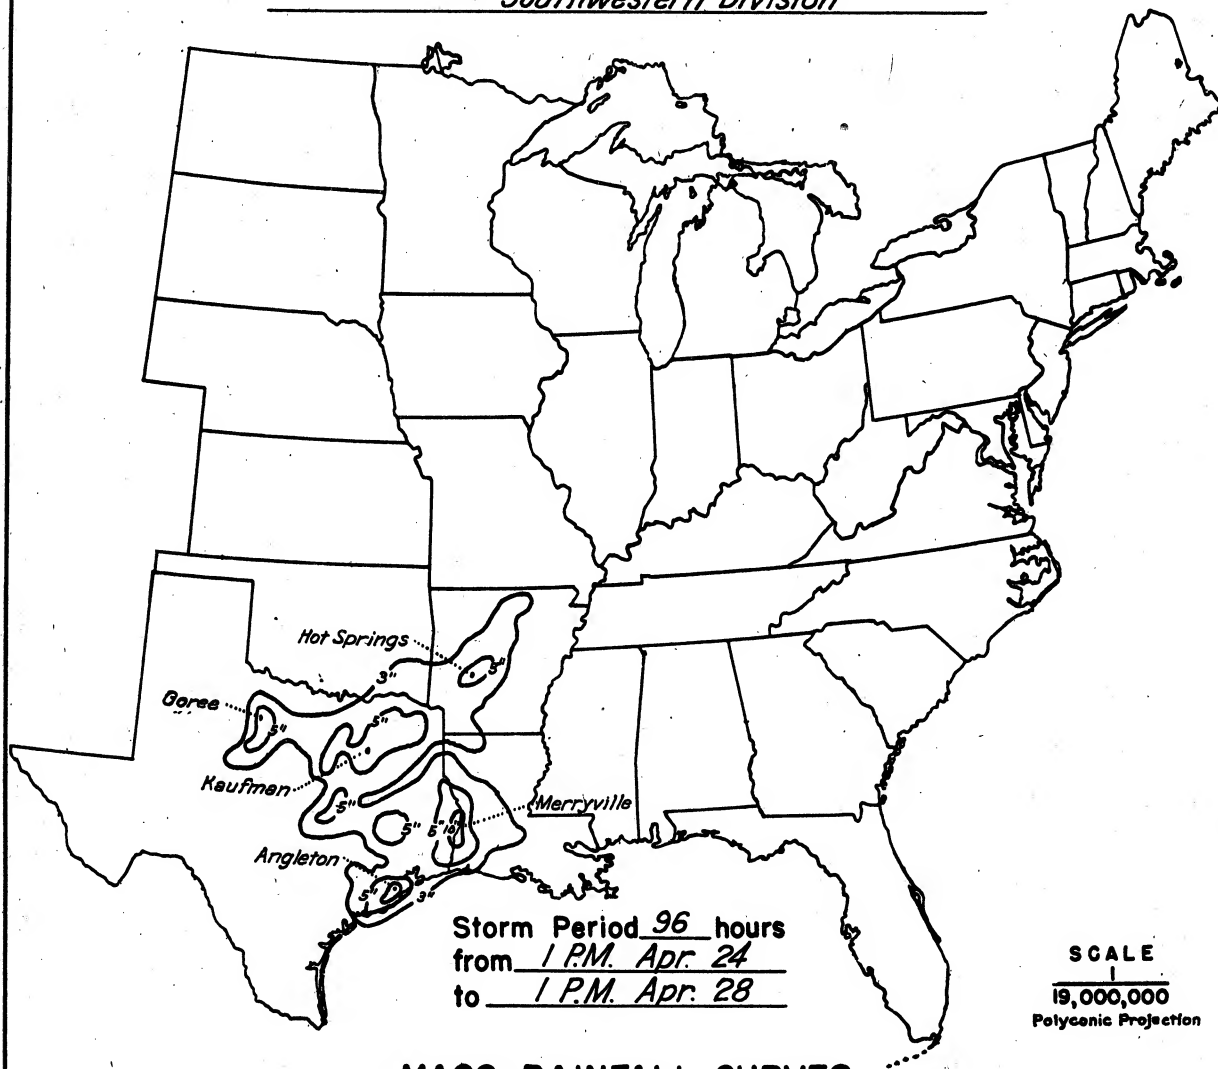 Southwestern Division
Hot Springs
5"
3"
Goree
5"
5"
Kaufman
5"
Merryville
5"
5" 10"
Angleton
5"
3"
Storm Period 96 hours
from 1 P.M. Apr. 24
to 1 P.M. Apr. 28
SCALE
1
19,000,000
Polyconic Projection
MASS RAINFALL CURVES